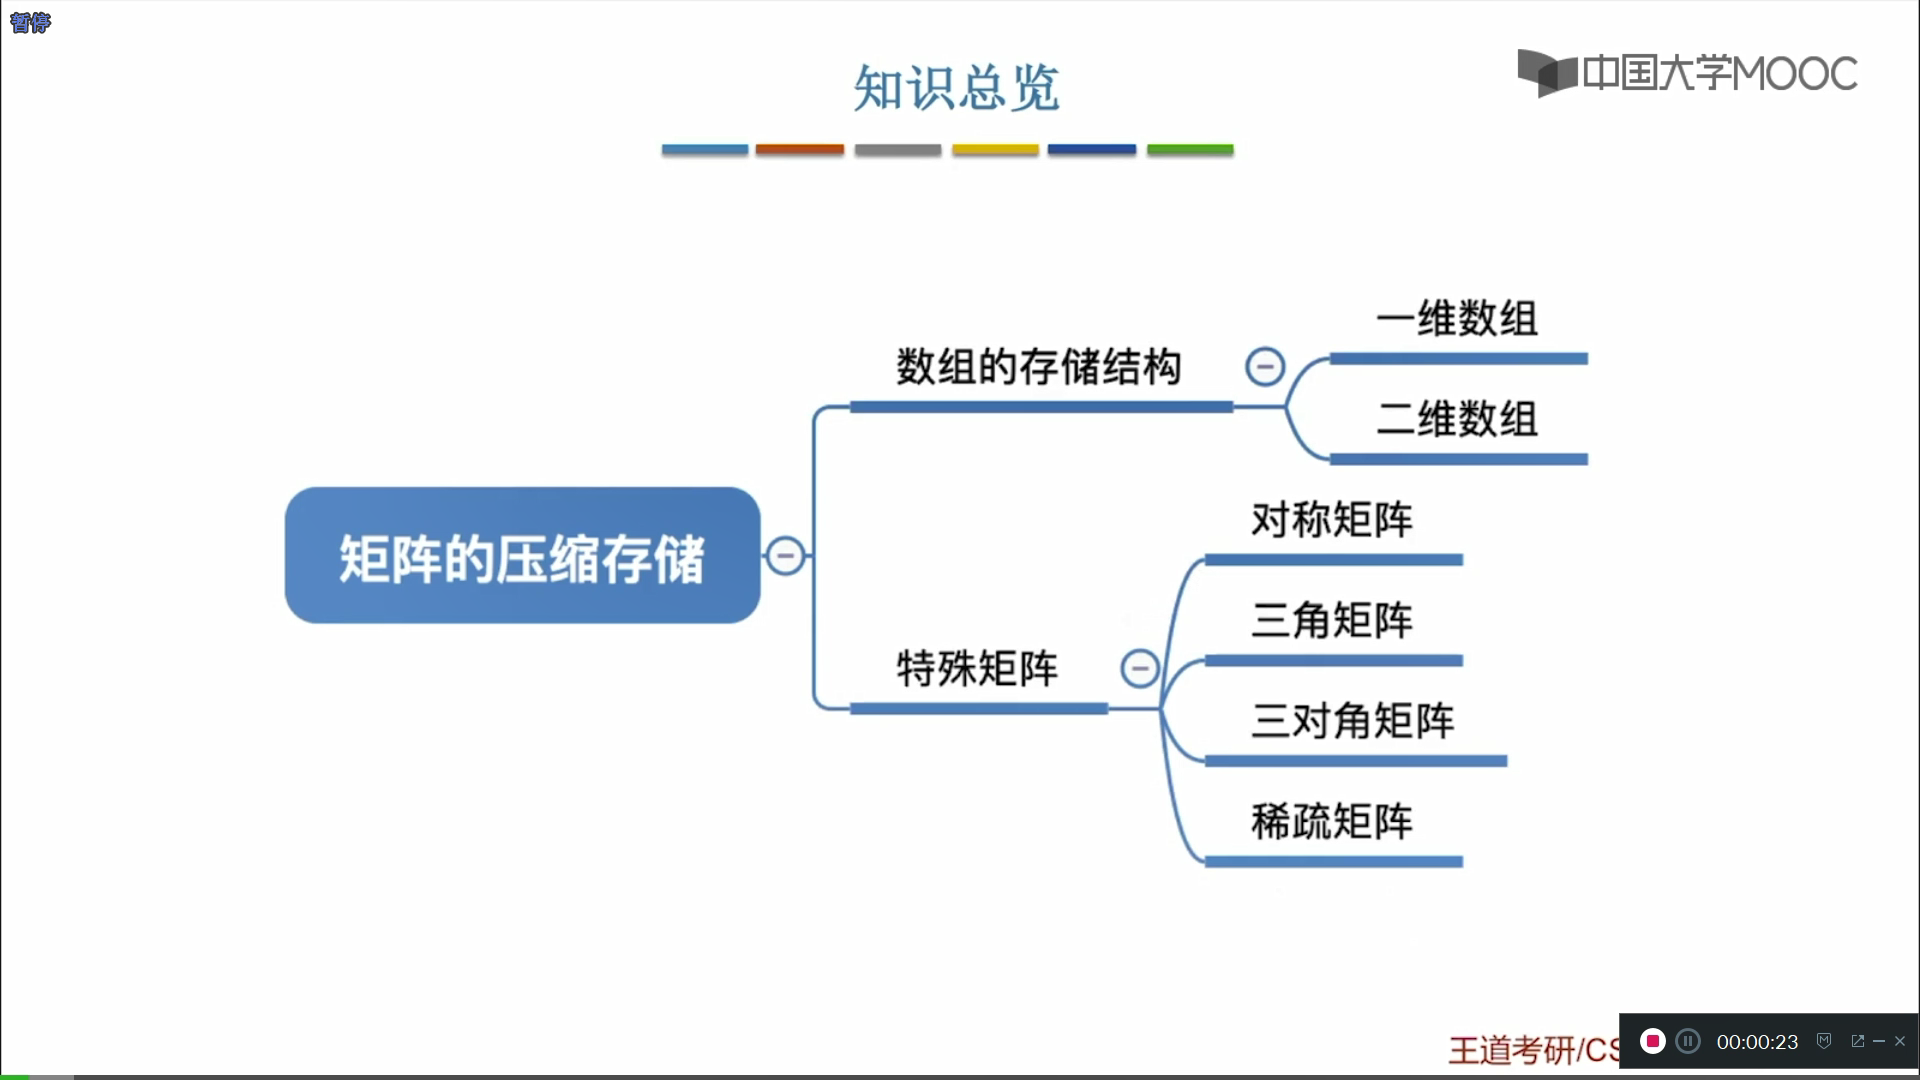 暂停
知识总览
中国大学MOOC
一维数组
数组的存储结构
二维数组
矩阵的压缩存储
对称矩阵
三角矩阵
特殊矩阵
三对角矩阵
稀疏矩阵
王道考研/CS
00:00:23